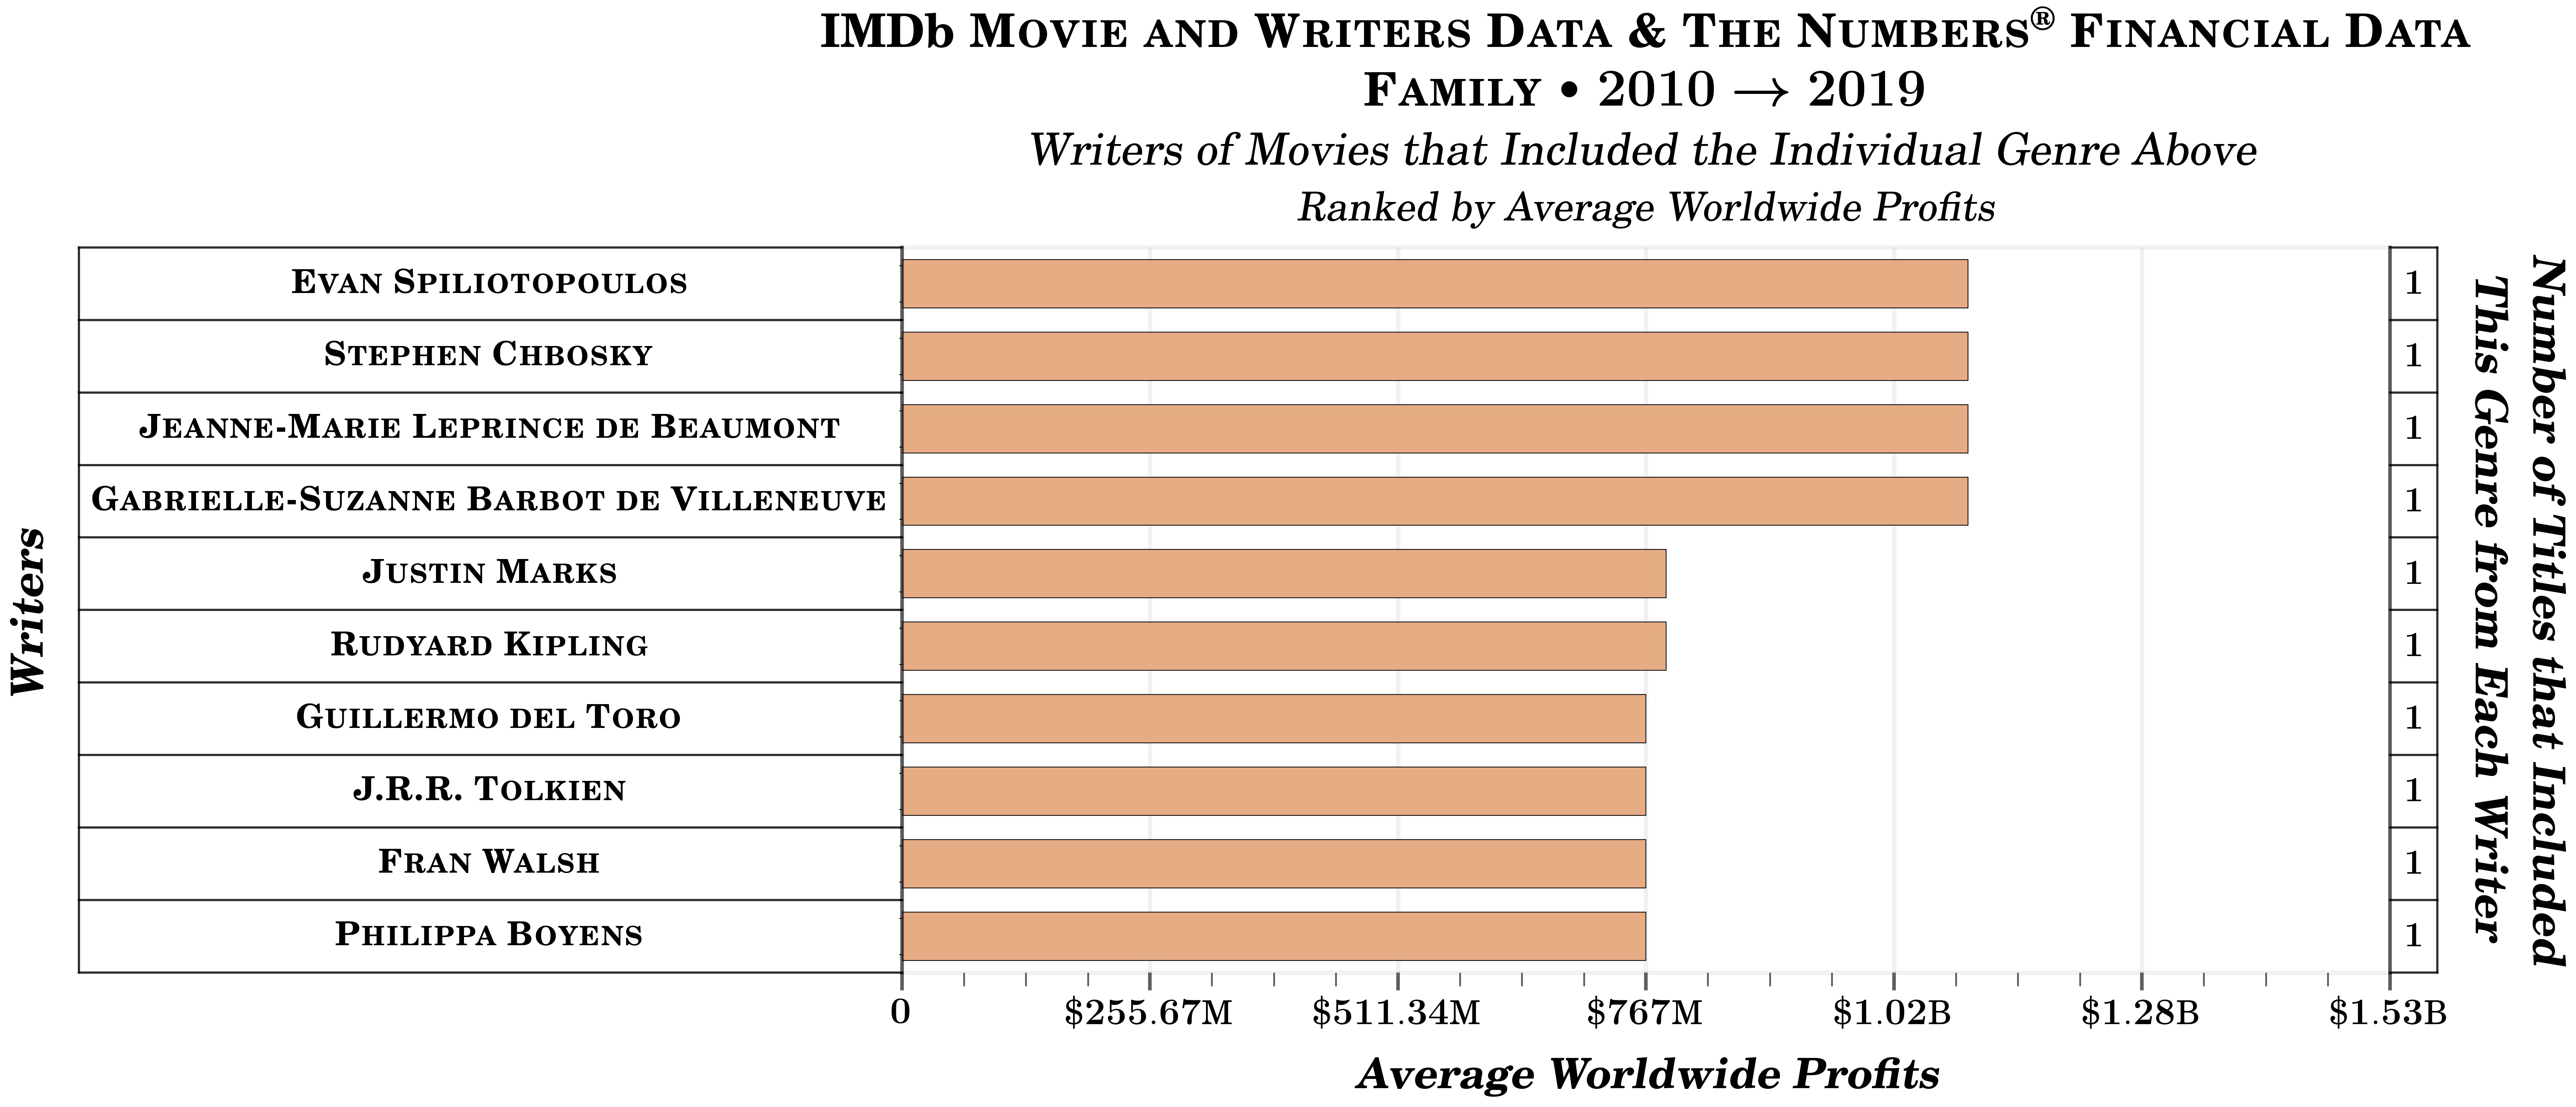 IMDb Movie and Writers Data & The Numbers® Financial Data
Family • 2010 → 2019
Writers of Movies that Included the Individual Genre Above
Ranked by Average Worldwide Profits
Writers
Evan Spiliotopoulos 1
Stephen Chbosky 1
Jeanne-Marie Leprince de Beaumont 1
Gabrielle-Suzanne Barbot de Villeneuve 1
Justin Marks 1
Rudyard Kipling 1
Guillermo del Toro 1
J.R.R. Tolkien 1
Fran Walsh 1
Philippa Boyens 1
Number of Titles that Included
This Genre from Each Writer
0 $255.67M $511.34M $767M $1.02B $1.28B $1.53B
Average Worldwide Profits